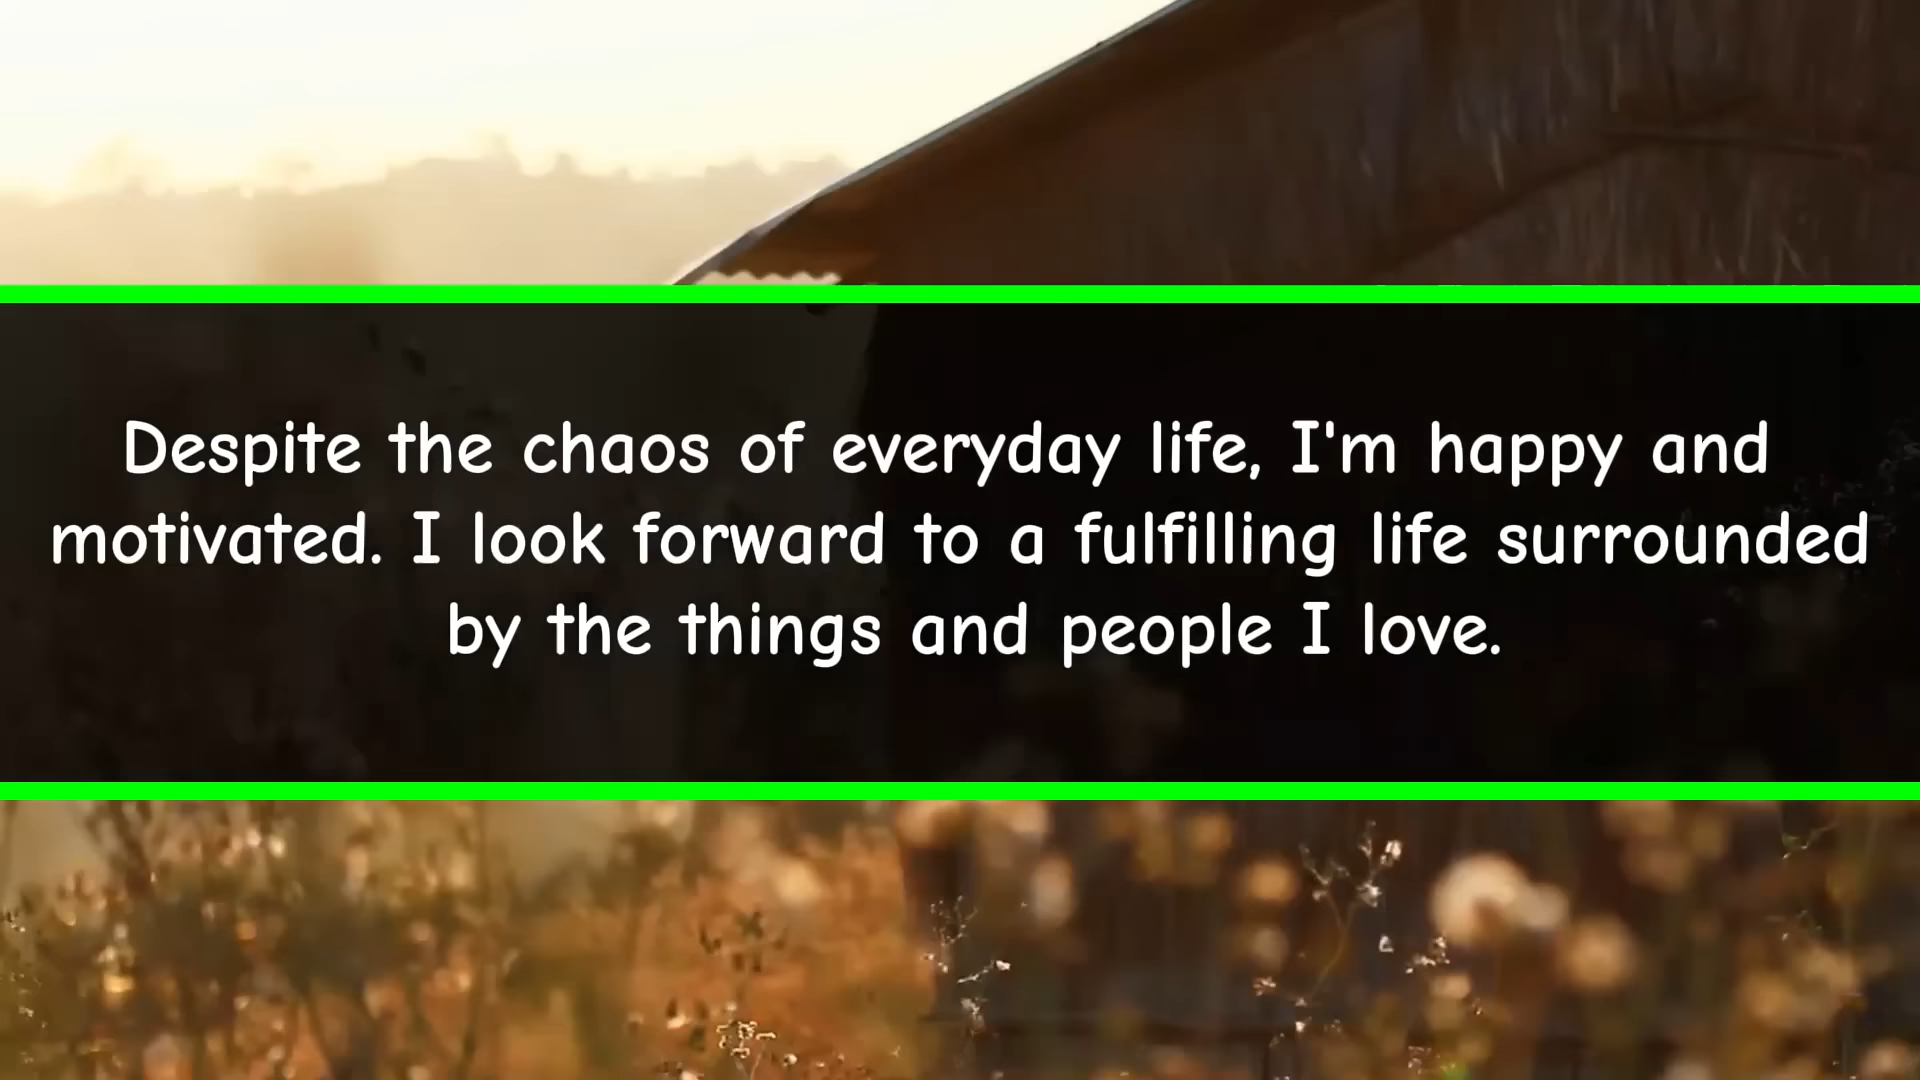 Despite the chaos of everyday life, I'm happy and
motivated. I look forward to a fulfilling life surrounded
by the things and people I love.